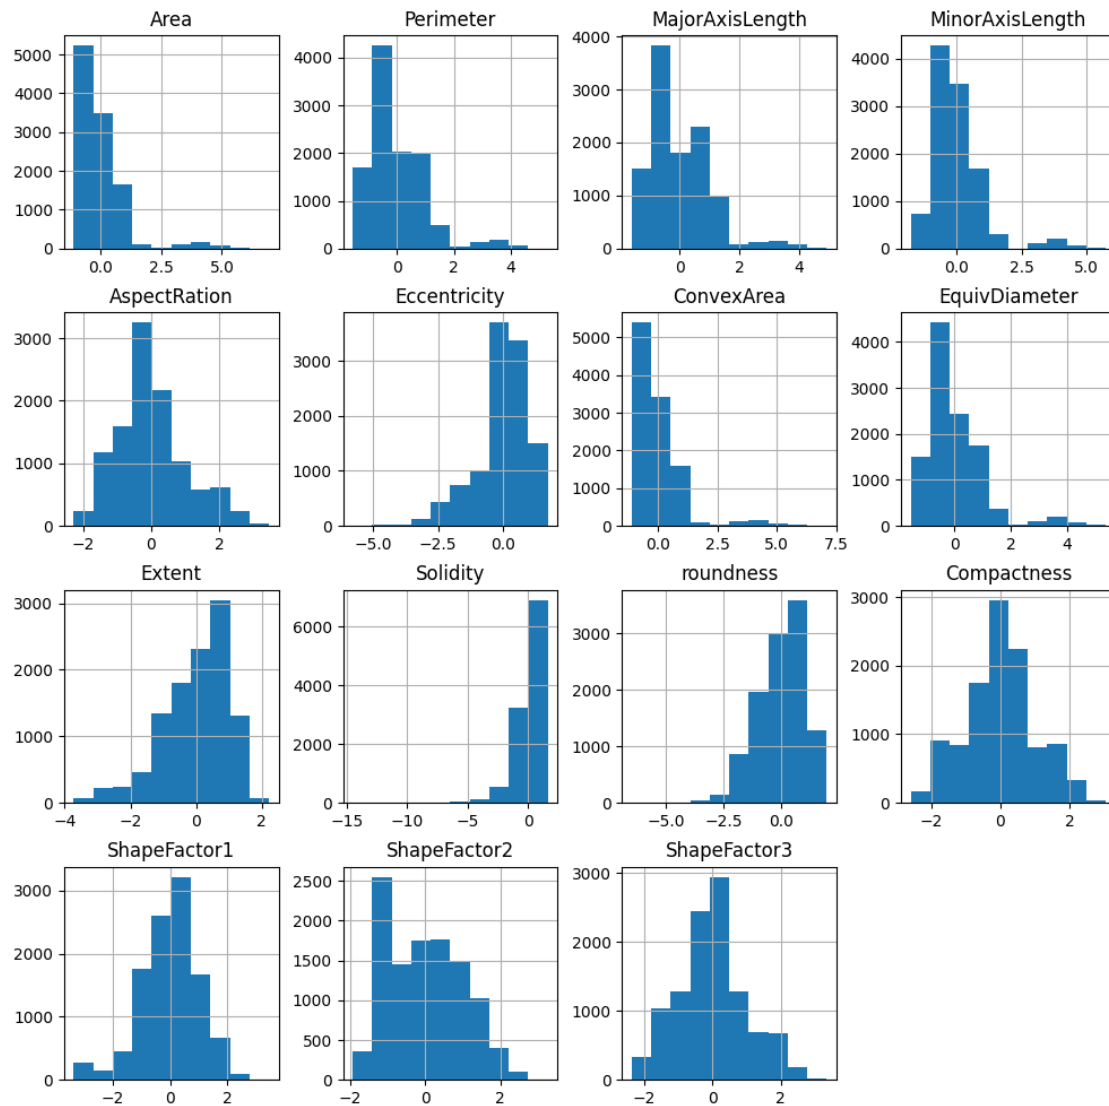 Area Perimeter MajorAxisLength MinorAxisLength
5000 4000 3000 2000 1000 0
0.0 2.5 5.0
4000 3000 2000 1000 0
0 2 4
4000 3000 2000 1000 0
0 2 4
4000 3000 2000 1000 0
0.0 2.5 5.0
AspectRation Eccentricity ConvexArea EquivDiameter
3000 2000 1000 0
−2 0 2
3000 2000 1000 0
−5.0 −2.5 0.0
5000 4000 3000 2000 1000 0
0.0 2.5 5.0 7.5
4000 3000 2000 1000 0
0 2 4
Extent Solidity roundness Compactness
3000 2000 1000 0
−4 −2 0 2
6000 4000 2000 0
−15 −10 −5 0
3000 2000 1000 0
−5.0 −2.5 0.0
3000 2000 1000 0
−2 0 2
ShapeFactor1 ShapeFactor2 ShapeFactor3
3000 2000 1000 0
−2 0 2
2500 2000 1500 1000 500 0
−2 0 2
3000 2000 1000 0
−2 0 2